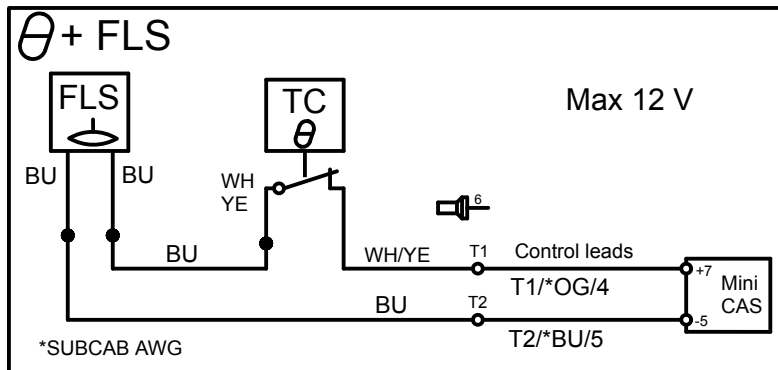 θ + FLS
FLS
TC
θ
Max 12 V
BU
BU
WH
YE
6
BU
WH/YE
T1
Control leads
+7
T1/*OG/4
Mini
CAS
BU
T2
-5
T2/*BU/5
*SUBCAB AWG